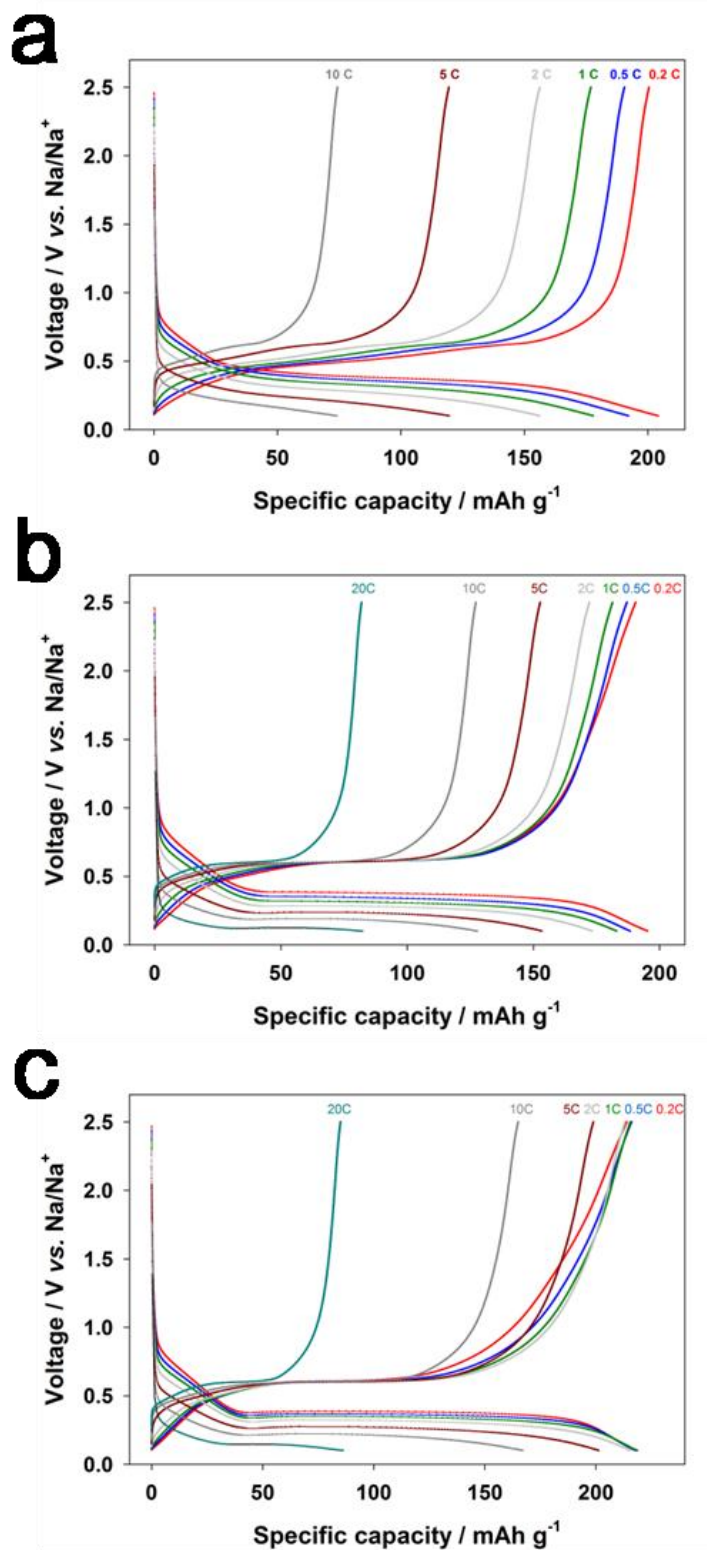 a
10 C 5 C 2 C 1 C 0.5 C 0.2 C
2.5
2.0
1.5
1.0
0.5
0.0
Voltage / V vs. Na/Na⁺
0 50 100 150 200
Specific capacity / mAh g⁻¹
b
20C 10C 5C 2C 1C 0.5C 0.2C
2.5
2.0
1.5
1.0
0.5
0.0
Voltage / V vs. Na/Na⁺
0 50 100 150 200
Specific capacity / mAh g⁻¹
c
20C 10C 5C 2C 1C 0.5C 0.2C
2.5
2.0
1.5
1.0
0.5
0.0
Voltage / V vs. Na/Na⁺
0 50 100 150 200
Specific capacity / mAh g⁻¹